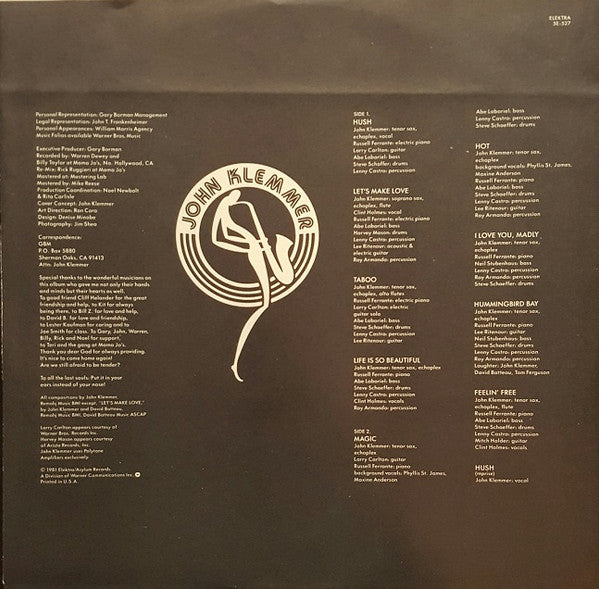 ELEKTRA
5E-527
Personal Representation: Gary Borman Management
Legal Representation: John T. Frankenheimer
Personal Appearances: William Morris Agency
Music Folios available Warner Bros. Music
Executive Producer: Gary Borman
Recorded by: Warren Dewey and
Billy Taylor at Mama Jo's, No. Hollywood, CA
Re-Mix: Rick Ruggieri at Mama Jo's
Mastered at: Mastering Lab
Mastered by: Mike Reese
Production Coordination: Noel Newbolt
& Rita Carlisle
Cover Concept: John Klemmer
Art Direction: Ron Coro
Design: Denise Minobe
Photography: Jim Shea
Correspondence:
GBM
P.O. Box 5880
Sherman Oaks, CA 91413
Attn: John Klemmer
Special thanks to the wonderful musicians on
this album who gave me not only their hands
and minds but their hearts as well.
To good friend Cliff Helander for the great
friendship and help, to Kit for always
being there, to Bill Z. for love and help,
to David B. for love and friendship,
to Lester Kaufman for caring and to
Joe Smith for class. To Gary, John, Warren,
Billy, Rick and Noel for support,
to Teri and the gang at Mama Jo's.
Thank you dear God for always providing.
It's nice to come home again!
Are we still afraid to be tender?
To all the lost souls: Put it in your
ears instead of your nose!
All compositions by John Klemmer,
Remohj Music BMI except, "LET'S MAKE LOVE,"
by John Klemmer and David Batteau,
Remohj Music BMI, David Batteau Music ASCAP
Larry Carlton appears courtesy of
Warner Bros. Records Inc.
Harvey Mason appears courtesy
of Arista Records, Inc.
John Klemmer uses Polytone
Amplifiers exclusively.
© 1981 Elektra/Asylum Records
A Division of Warner Communications Inc.
Printed in U.S.A.
JOHN KLEMMER
SIDE 1.
HUSH
John Klemmer: tenor sax,
echoplex, vocal
Russell Ferrante: electric piano
Larry Carlton: guitar
Abe Laboriel: bass
Steve Schaeffer: drums
Lenny Castro: percussion
LET'S MAKE LOVE
John Klemmer: soprano sax,
echoplex, flute
Clint Holmes: vocal
Russell Ferrante: electric piano
Abe Laboriel: bass
Harvey Mason: drums
Lenny Castro: percussion
Lee Ritenour: acoustic &
electric guitar
Ray Armando: percussion
TABOO
John Klemmer: tenor sax,
echoplex, alto flutes
Russell Ferrante: electric piano
Larry Carlton: electric
guitar solo
Abe Laboriel: bass
Steve Schaeffer: drums
Lenny Castro: percussion
Lee Ritenour: guitar
LIFE IS SO BEAUTIFUL
John Klemmer: tenor sax, echoplex
Russell Ferrante: piano
Abe Laboriel: bass
Steve Schaeffer: drums
Lenny Castro: percussion
Clint Holmes: vocals
Ray Armando: percussion
SIDE 2.
MAGIC
John Klemmer: tenor sax,
echoplex
Larry Carlton: guitar
Russell Ferrante: piano
background vocals: Phyllis St. James,
Maxine Anderson
Abe Laboriel: bass
Lenny Castro: percussion
Steve Schaeffer: drums
HOT
John Klemmer: tenor sax,
echoplex
background vocals: Phyllis St. James,
Maxine Anderson
Russell Ferrante: piano
Abe Laboriel: bass
Steve Schaeffer: drums
Lenny Castro: percussion
Lee Ritenour: guitar
Ray Armando: percussion
I LOVE YOU, MADLY
John Klemmer: tenor sax,
echoplex
Russell Ferrante: piano
Neil Stubenhaus: bass
Lenny Castro: percussion
Ray Armando: percussion
Steve Schaeffer: drums
HUMMINGBIRD BAY
John Klemmer: tenor sax,
echoplex
Russell Ferrante: piano
Lee Ritenour: guitar
Neil Stubenhaus: bass
Steve Schaeffer: drums
Lenny Castro: percussion
Ray Armando: percussion
Laughter: John Klemmer,
David Batteau, Tom Ferguson
FEELIN' FREE
John Klemmer: tenor sax,
echoplex, flute
Russell Ferrante: piano
Abe Laboriel: bass
Steve Schaeffer: drums
Lenny Castro: percussion
Mitch Holder: guitar
Clint Holmes: vocals
HUSH
(reprise)
John Klemmer: vocal